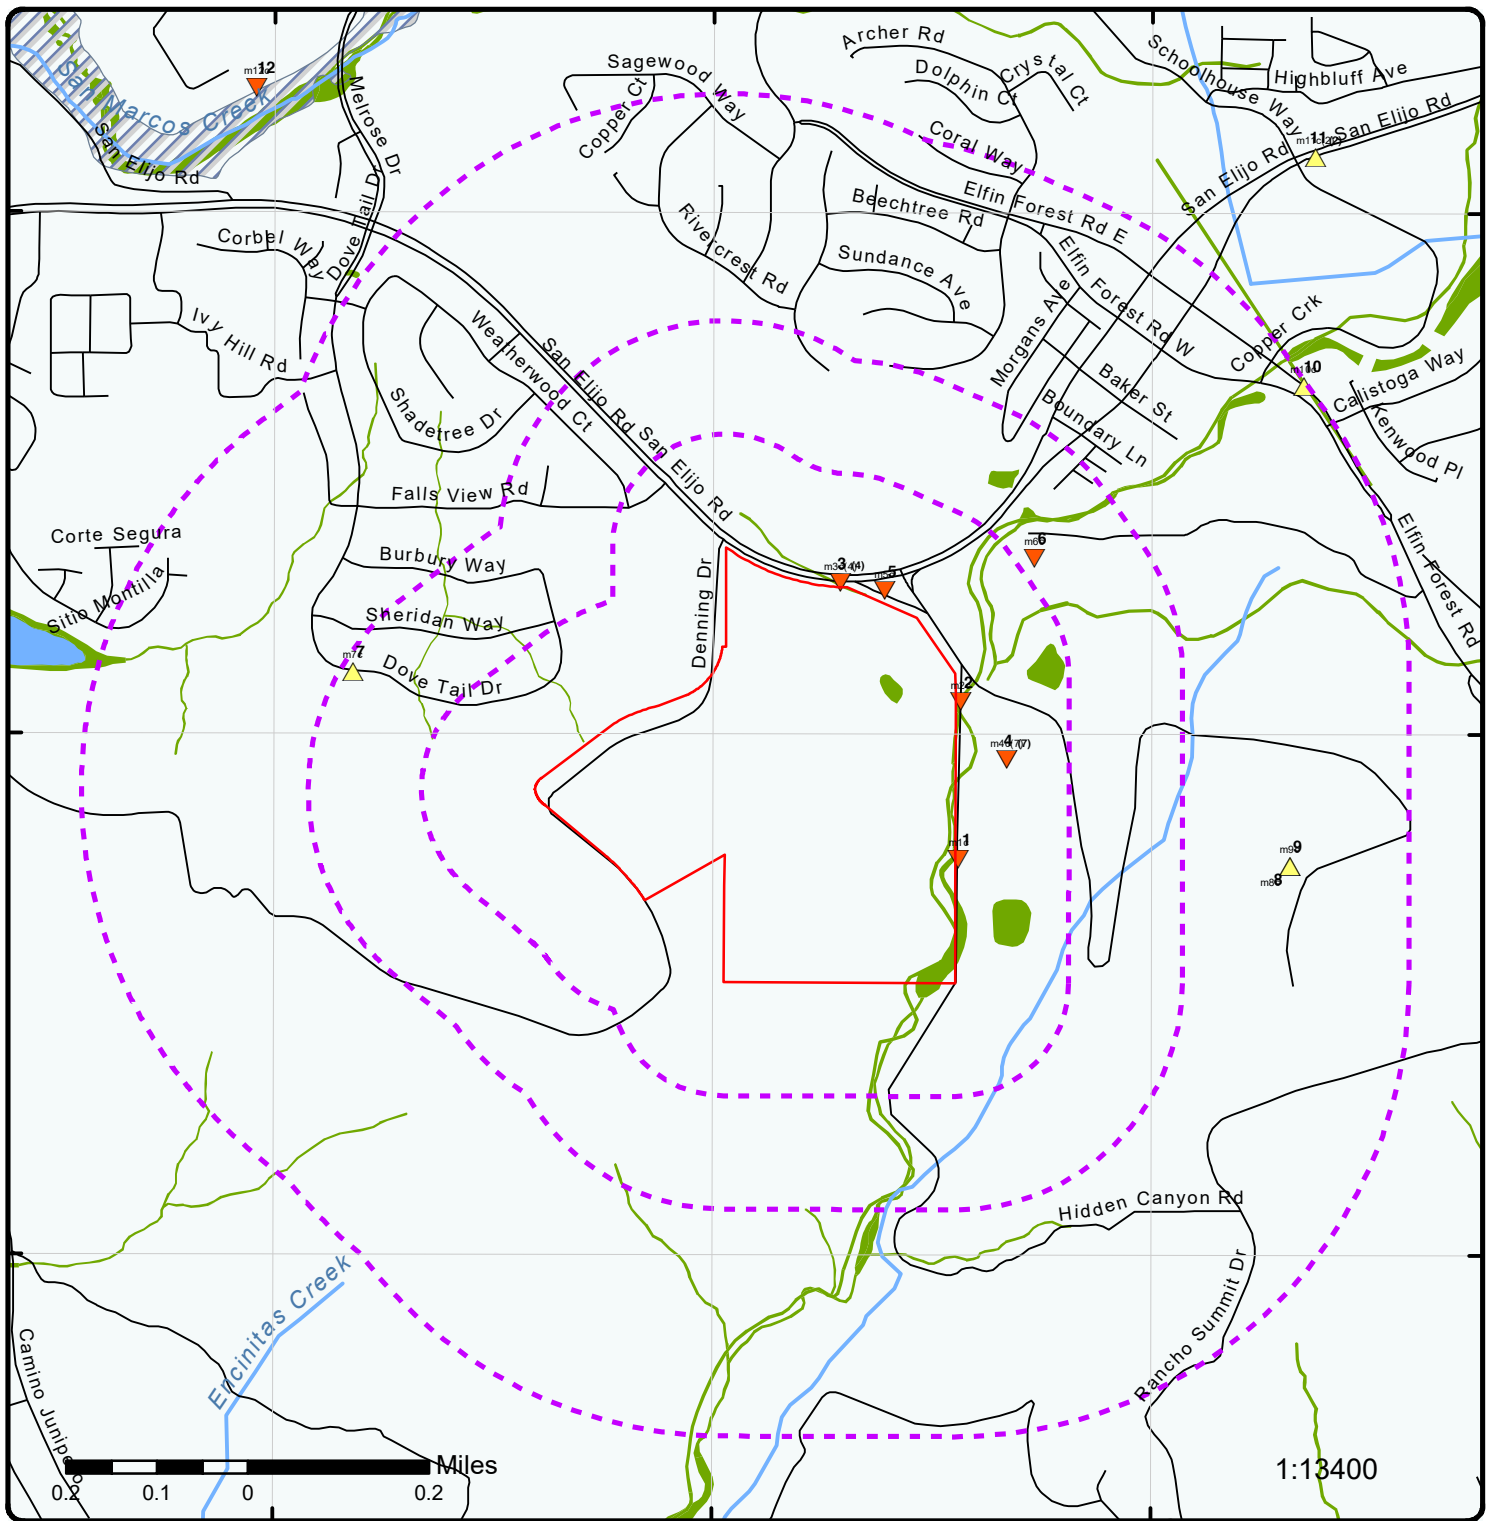 Archer Rd
Dolphin Ct
Crystal Ct
Schoolhouse Way
Highbluff Ave
San Elijo Rd
Sagewood Way
Copper Ct
12
San Marcos Creek
San Elijo Rd
Melrose Dr
Coral Way
11
San Elijo Rd
Elfin Forest Rd E
Beechtree Rd
Rivercrest Rd
Sundance Ave
Corbel Way
Dove Tail Dr
Ivy Hill Rd
Elfin Forest Rd W
Morgans Ave
Copper Crk
10
Calistoga Way
Kenwood Pl
Baker St
Boundary Ln
Weatherwood Ct
San Elijo Rd
San Elijo Rd
Shadetree Dr
Falls View Rd
Corte Segura
Sitio Montilla
Burbury Way
Sheridan Way
Dove Tail Dr
7
Denning Dr
3
5
6
Elfin Forest Rd
2
4
1
9
8
Hidden Canyon Rd
Rancho Summit Dr
Encinitas Creek
Camino Junipero
Miles
0.2 0.1 0 0.2
1:13400